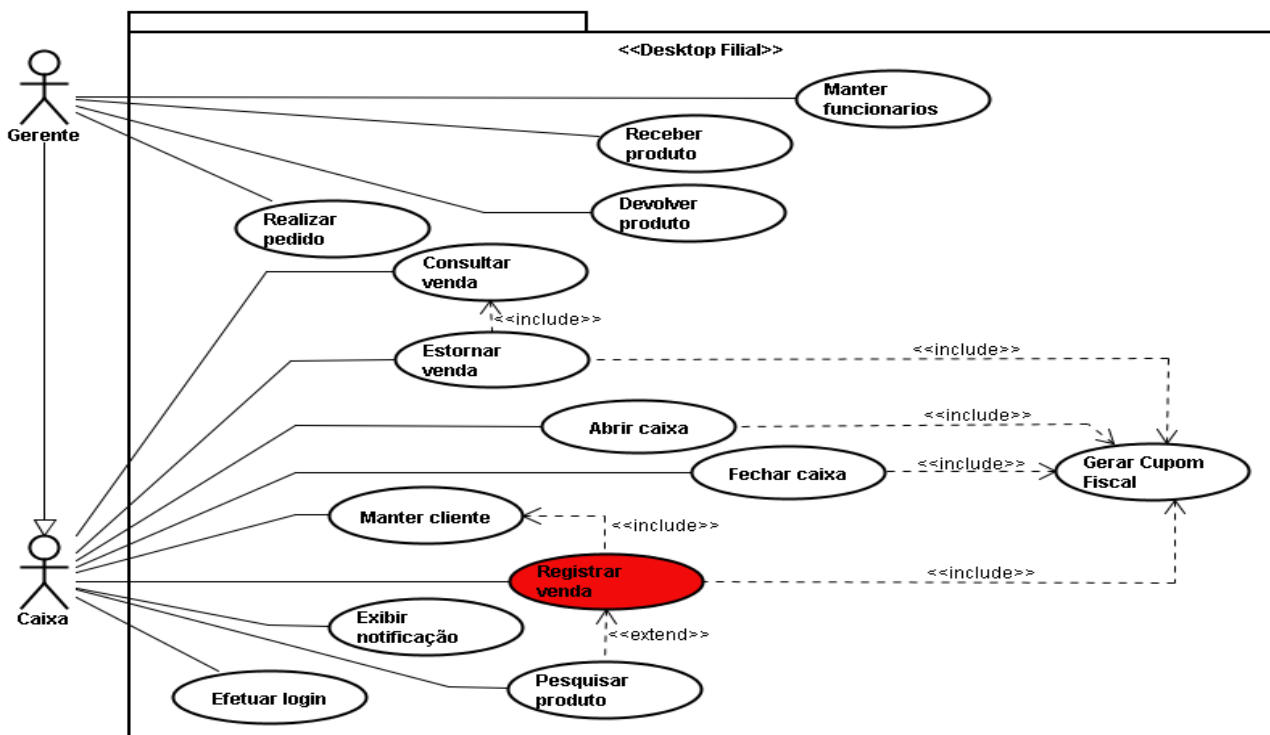 <<Desktop Filial>>
Manter
funcionarios
Gerente
Receber
produto
Devolver
produto
Realizar
pedido
Consultar
venda
<<include>>
Estornar
venda
<<include>>
Abrir caixa
<<include>>
Fechar caixa
<<include>>
Gerar Cupom
Fiscal
Manter cliente
<<include>>
Registrar
venda
<<include>>
Caixa
Exibir
notificação
<<extend>>
Pesquisar
produto
Efetuar login